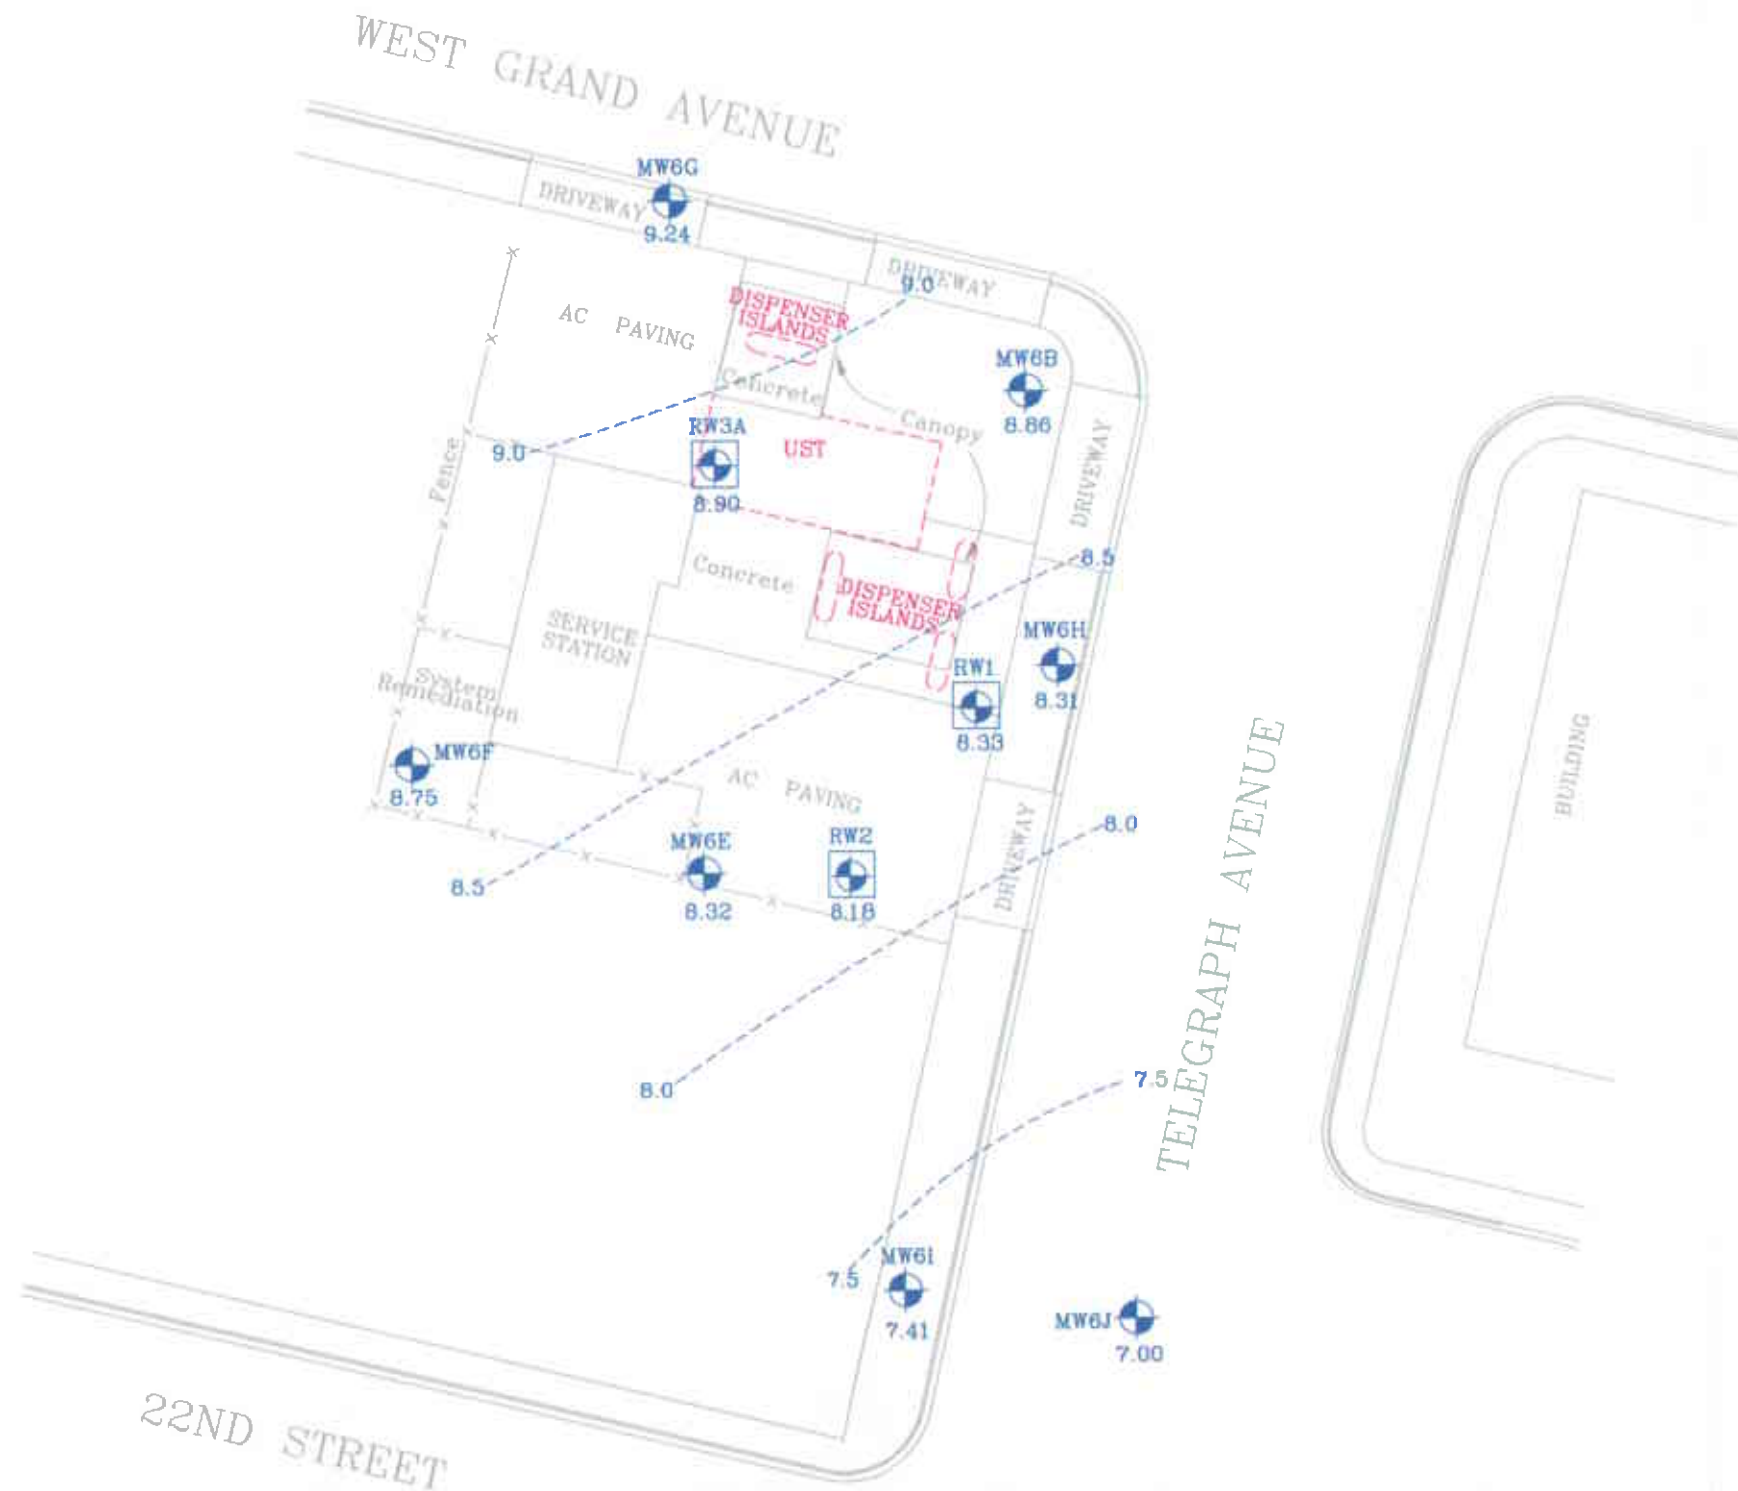 WEST GRAND AVENUE
MW6G
DRIVEWAY
9.24
DRIVEWAY
9.0
DISPENSER
ISLANDS
AC PAVING
MW6B
8.86
Concrete
Canopy
RW3A
UST
9.0
8.90
Fence
DRIVEWAY
8.5
Concrete
DISPENSER
ISLANDS
SERVICE
STATION
MW6H
8.31
RW1
8.33
System
Remediation
MW6F
8.75
AC PAVING
BUILDING
TELEGRAPH AVENUE
8.0
DRIVEWAY
MW6E
8.32
RW2
8.18
8.5
8.0
7.5
MW6I
7.5
7.41
MW6J
7.00
22ND STREET